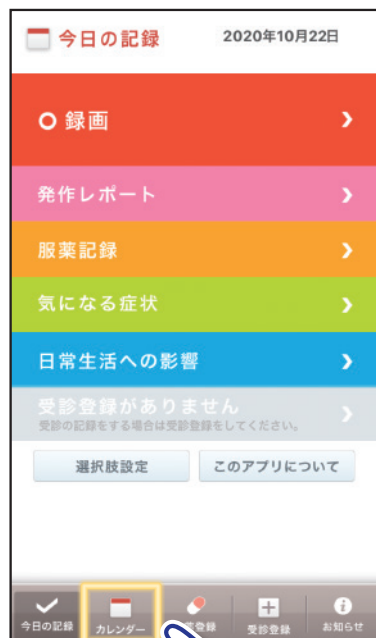 今日の記録
2020年10月22日
録画
発作レポート
服薬記録
気になる症状
日常生活への影響
受診登録がありません
受診の記録をする場合は受診登録をしてください。
選択肢設定
このアプリについて
今日の記録
カレンダー
登録
受診登録
お知らせ